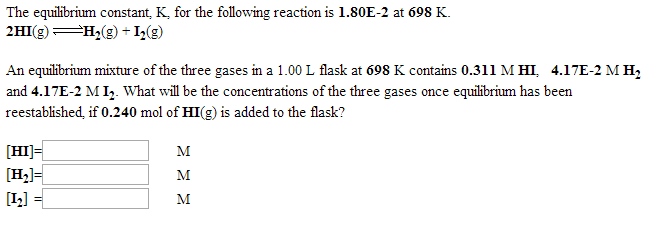 The equilibrium constant, K, for the following reaction is 1.80E-2 at 698 K.
2HI(g) ⇌ H₂(g) + I₂(g)
An equilibrium mixture of the three gases in a 1.00 L flask at 698 K contains 0.311 M HI, 4.17E-2 M H₂
and 4.17E-2 M I₂. What will be the concentrations of the three gases once equilibrium has been
reestablished, if 0.240 mol of HI(g) is added to the flask?
[HI]= M
[H₂]= M
[I₂] = M